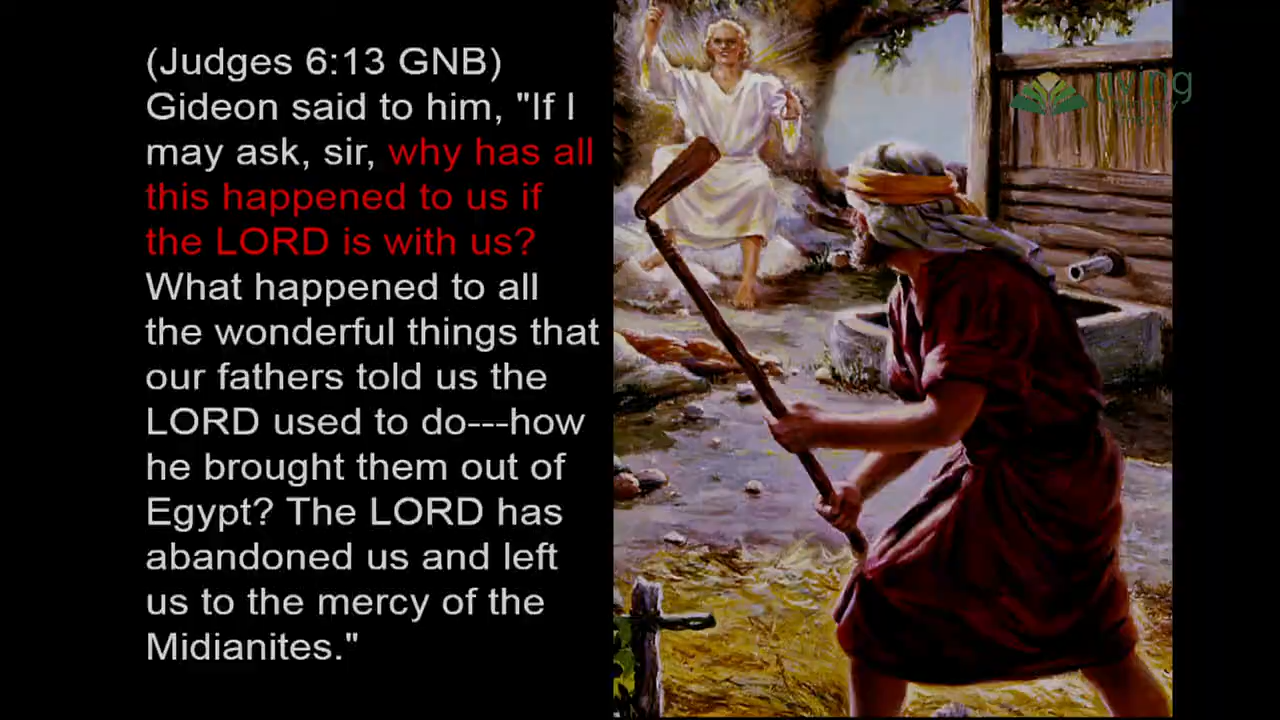 (Judges 6:13 GNB)
Gideon said to him, "If I
may ask, sir, why has all
this happened to us if
the LORD is with us?
What happened to all
the wonderful things that
our fathers told us the
LORD used to do---how
he brought them out of
Egypt? The LORD has
abandoned us and left
us to the mercy of the
Midianites."
living